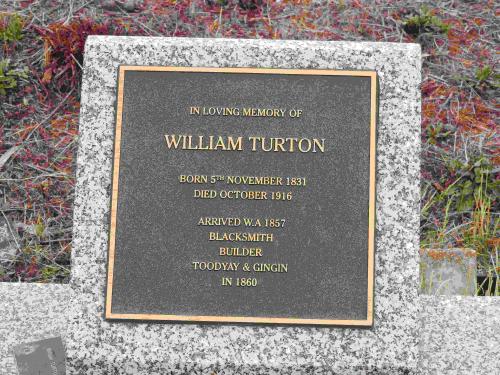 IN LOVING MEMORY OF
WILLIAM TURTON
BORN 5TH NOVEMBER 1831
DIED OCTOBER 1916
ARRIVED W.A 1857
BLACKSMITH
BUILDER
TOODYAY & GINGIN
IN 1860